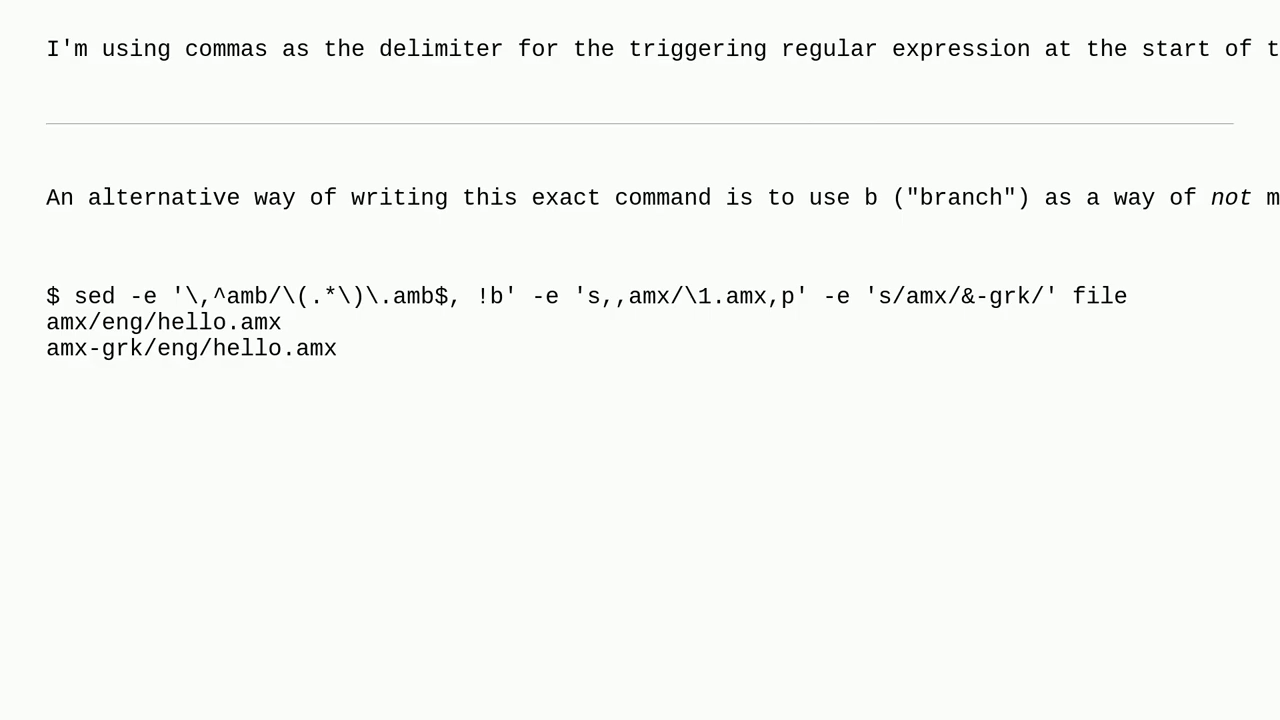 I'm using commas as the delimiter for the triggering regular expression at the start of
An alternative way of writing this exact command is to use b ("branch") as a way of not
$ sed -e '\,^amb/\(.*\)\.amb$, !b' -e 's,,amx/\1.amx,p' -e 's/amx/&-grk/' file
amx/eng/hello.amx
amx-grk/eng/hello.amx